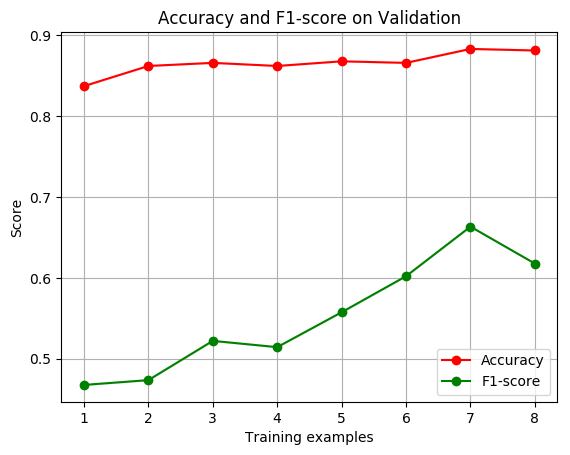 Accuracy and F1-score on Validation
0.9
0.8
0.7
0.6
0.5
Score
1 2 3 4 5 6 7 8
Training examples
Accuracy
F1-score